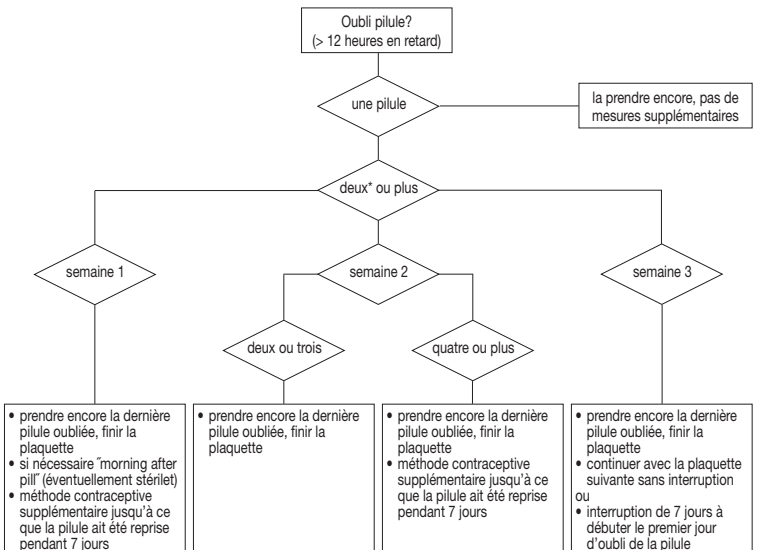 Oubli pilule?
(> 12 heures en retard)
une pilule
la prendre encore, pas de
mesures supplémentaires
deux* ou plus
semaine 1
semaine 2
semaine 3
deux ou trois
quatre ou plus
• prendre encore la dernière
pilule oubliée, finir la
plaquette
• si nécessaire ˝morning after
pill˝ (éventuellement stérilet)
• méthode contraceptive
supplémentaire jusqu'à ce
que la pilule ait été reprise
pendant 7 jours
• prendre encore la dernière
pilule oubliée, finir la
plaquette
• prendre encore la dernière
pilule oubliée, finir la
plaquette
• méthode contraceptive
supplémentaire jusqu'à ce
que la pilule ait été reprise
pendant 7 jours
• prendre encore la dernière
pilule oubliée, finir la
plaquette
• continuer avec la plaquette
suivante sans interruption
ou
• interruption de 7 jours à
débuter le premier jour
d'oubli de la pilule